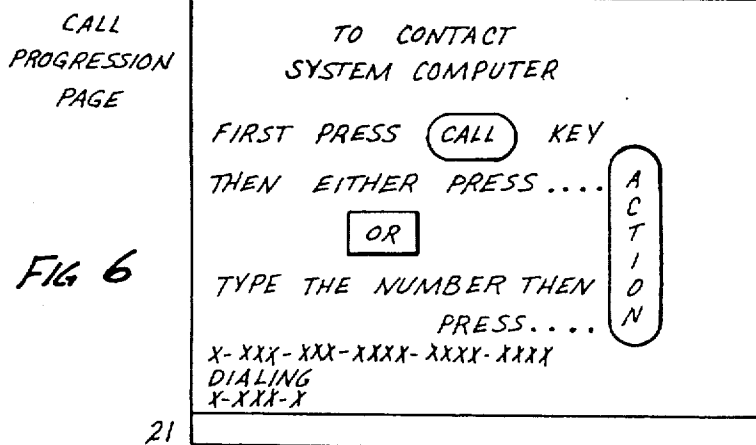 CALL
PROGRESSION
PAGE
FIG 6
21
TO CONTACT
SYSTEM COMPUTER
FIRST PRESS CALL KEY
THEN EITHER PRESS....
OR
TYPE THE NUMBER THEN
PRESS....
ACTION
X-XXX-XXX-XXXX-XXXX-XXXX
DIALING
X-XXX-X